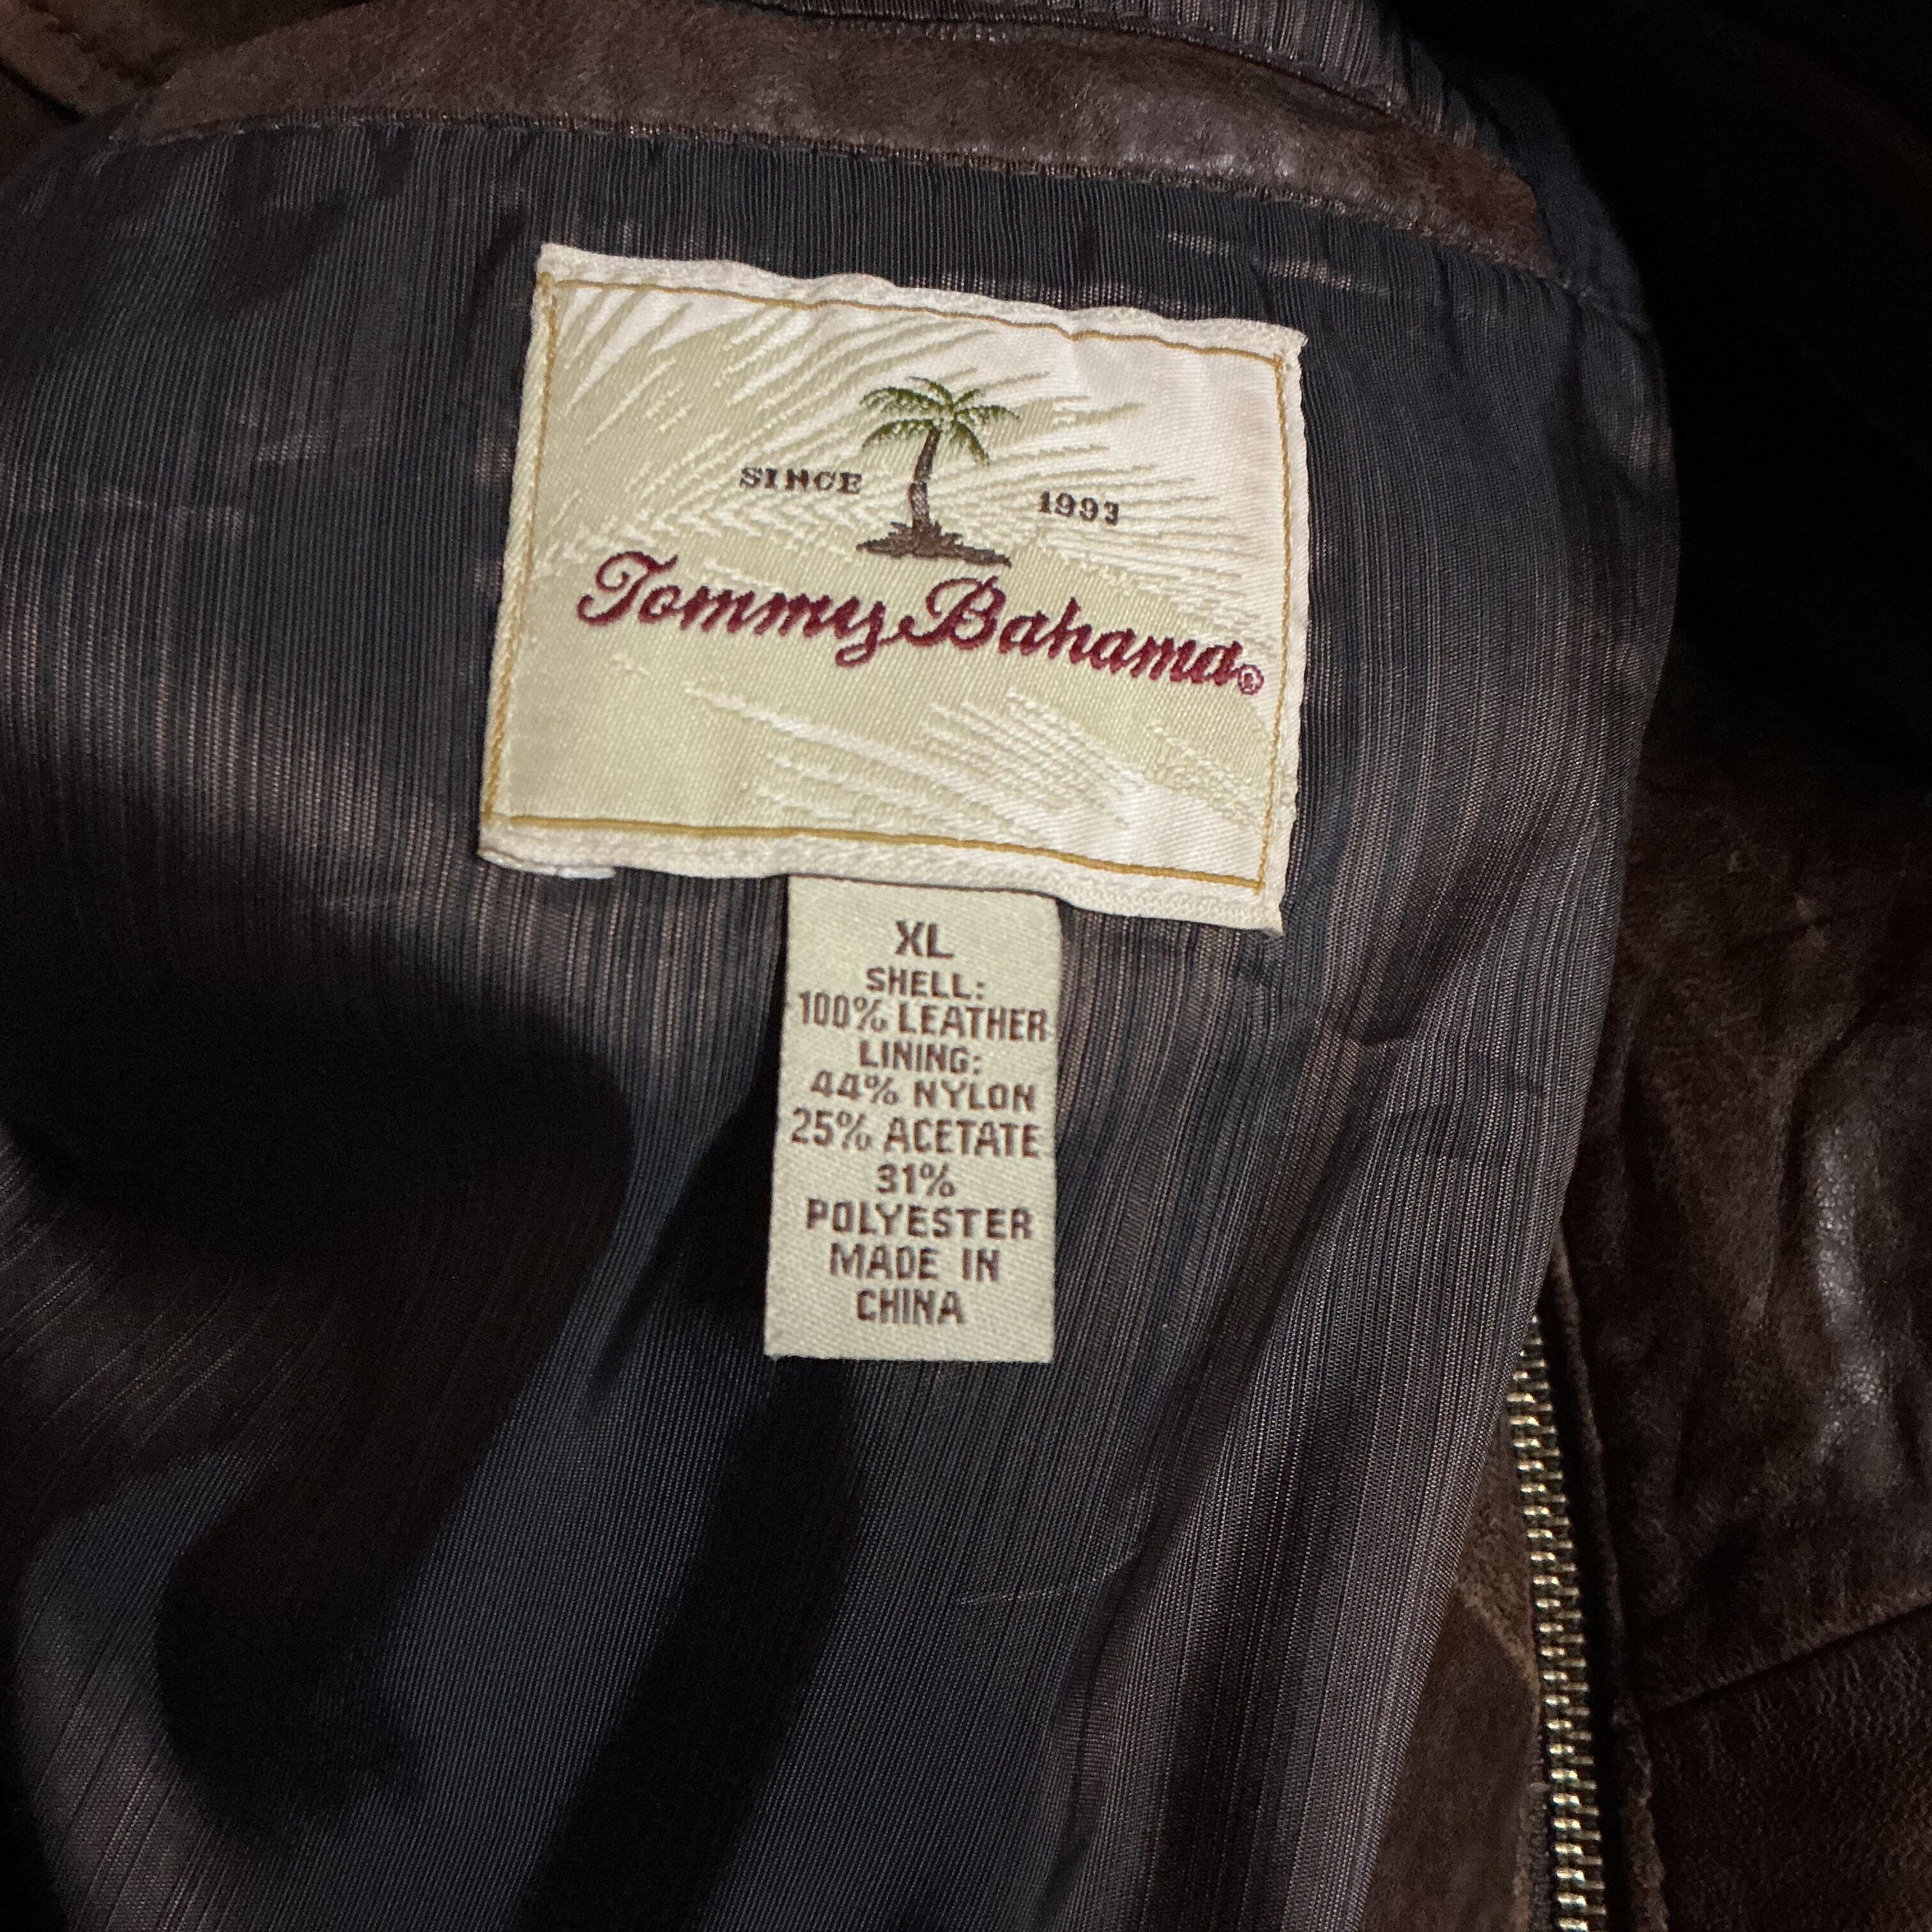 SINCE 1993
Tommy Bahama®
XL
SHELL:
100% LEATHER
LINING:
44% NYLON
25% ACETATE
31%
POLYESTER
MADE IN
CHINA